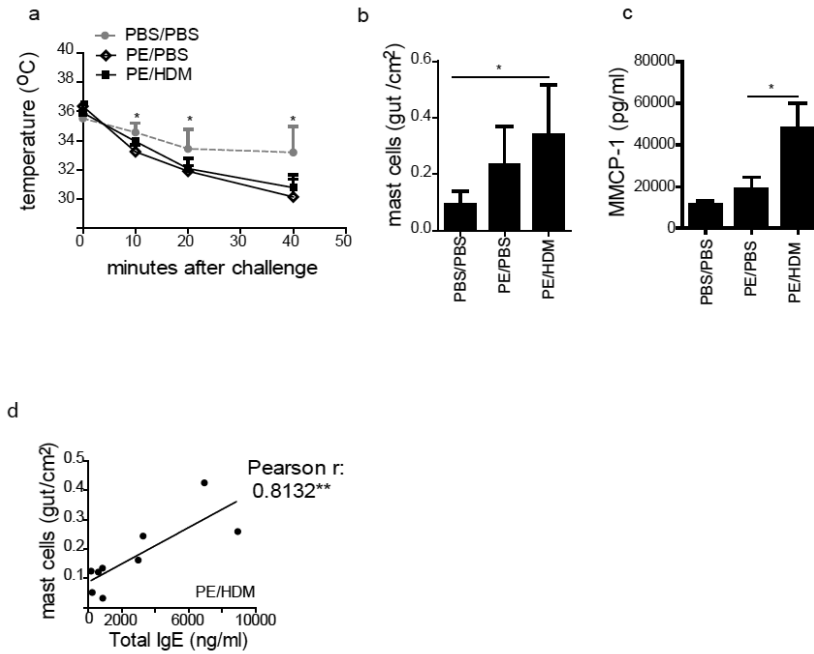 a
PBS/PBS
PE/PBS
PE/HDM
temperature (°C)
40
38
36
34
32
30
* * *
0 10 20 30 40 50
minutes after challenge
b
mast cells (gut /cm²)
0.6
0.4
0.2
0.0
*
PBS/PBS
PE/PBS
PE/HDM
c
MMCP-1 (pg/ml)
80000
60000
40000
20000
0
*
PBS/PBS
PE/PBS
PE/HDM
d
mast cells (gut/cm²)
0.5
0.4
0.3
0.2
0.1
Pearson r:
0.8132**
PE/HDM
0 2000 6000 10000
Total IgE (ng/ml)